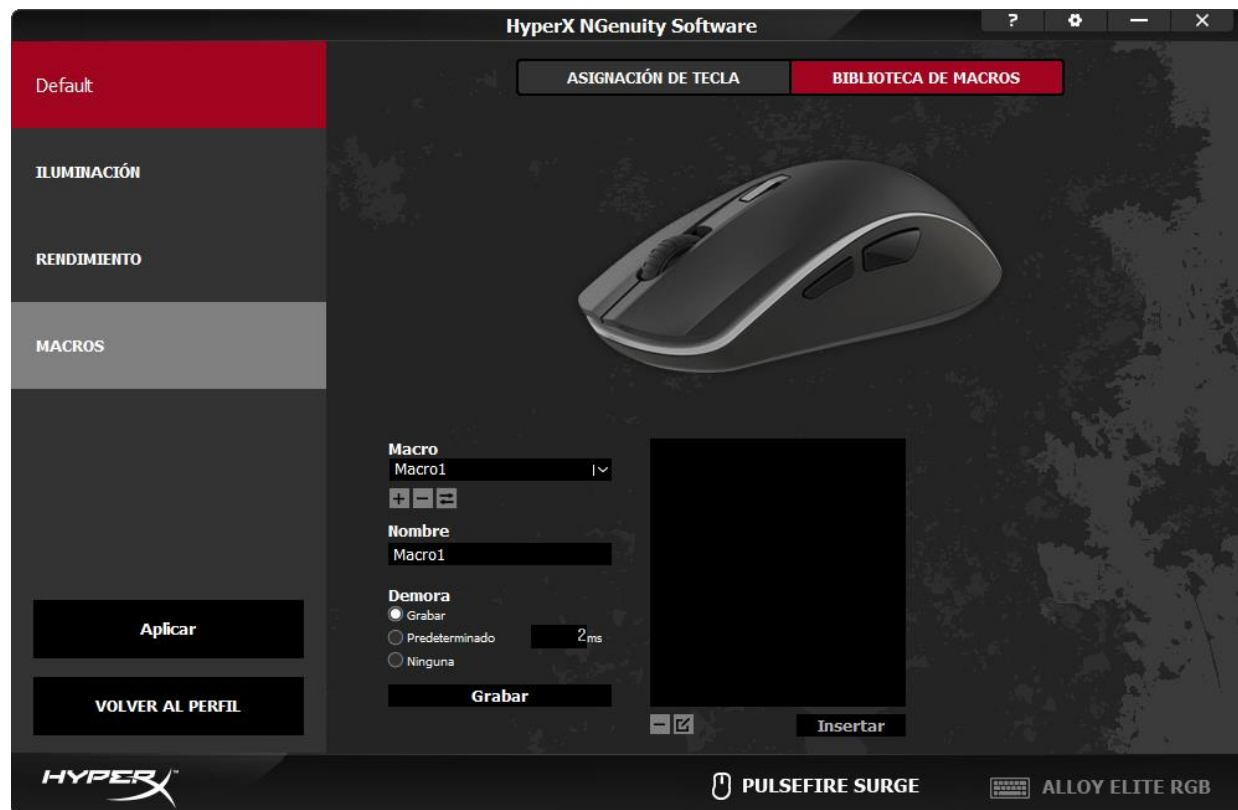 HyperX NGenuity Software
?
Default
ASIGNACIÓN DE TECLA
BIBLIOTECA DE MACROS
ILUMINACIÓN
RENDIMIENTO
MACROS
Macro
Macro1
Nombre
Macro1
Demora
Grabar
Predeterminado 2ms
Ninguna
Grabar
Insertar
Aplicar
VOLVER AL PERFIL
HYPERX™
PULSEFIRE SURGE
ALLOY ELITE RGB